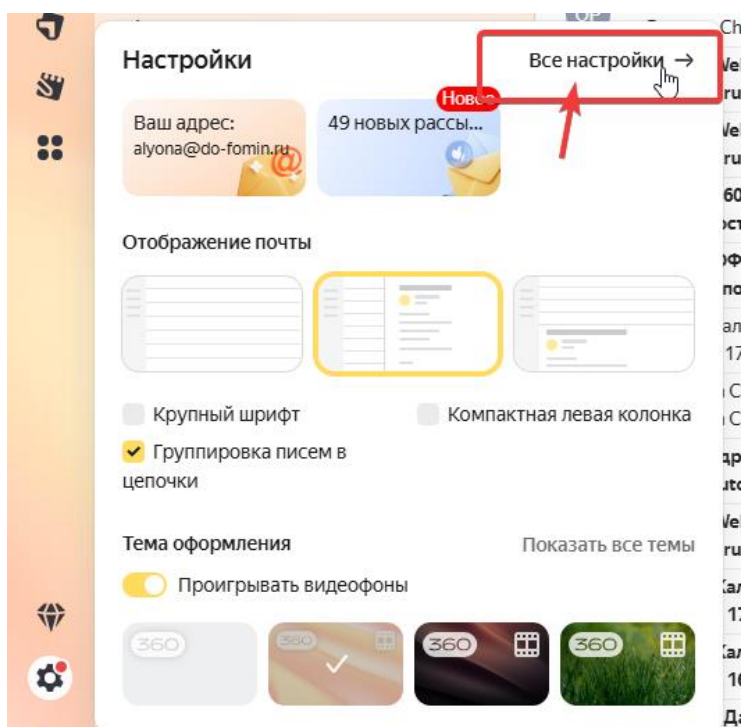 Настройки
Все настройки →
Новое
Ваш адрес:
alyona@do-fomin.ru
49 новых рассы...
Отображение почты
Крупный шрифт
Компактная левая колонка
Группировка писем в
цепочки
Тема оформления
Показать все темы
Проигрывать видеофоны
360
360
360
360